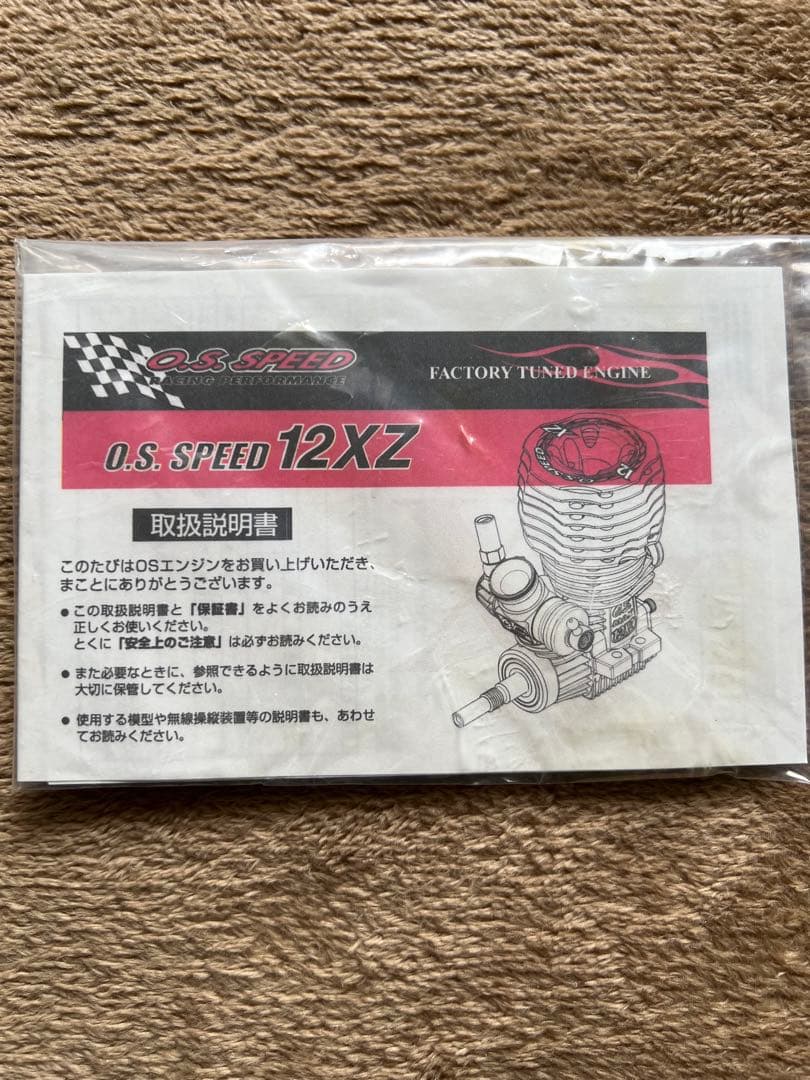 O.S. SPEED
RACING PERFORMANCE
FACTORY TUNED ENGINE
O.S. SPEED 12XZ
取扱説明書
このたびはOSエンジンをお買い上げいただき、
まことにありがとうございます。
● この取扱説明書と「保証書」をよくお読みのうえ
正しくお使いください。
とくに「安全上のご注意」は必ずお読みください。
● また必要なときに、参照できるように取扱説明書は
大切に保管してください。
● 使用する模型や無線操縦装置等の説明書も、あわせ
てお読みください。